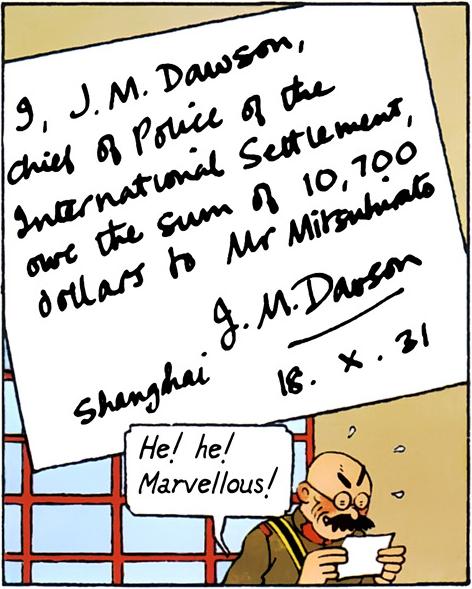 I, J. M. Dawson,
chief of Police of the
International Settlement,
owe the sum of 10,700
dollars to Mr Mitsuhirato
J. M. Dawson
Shanghai
18. X. 31
He! he!
Marvellous!